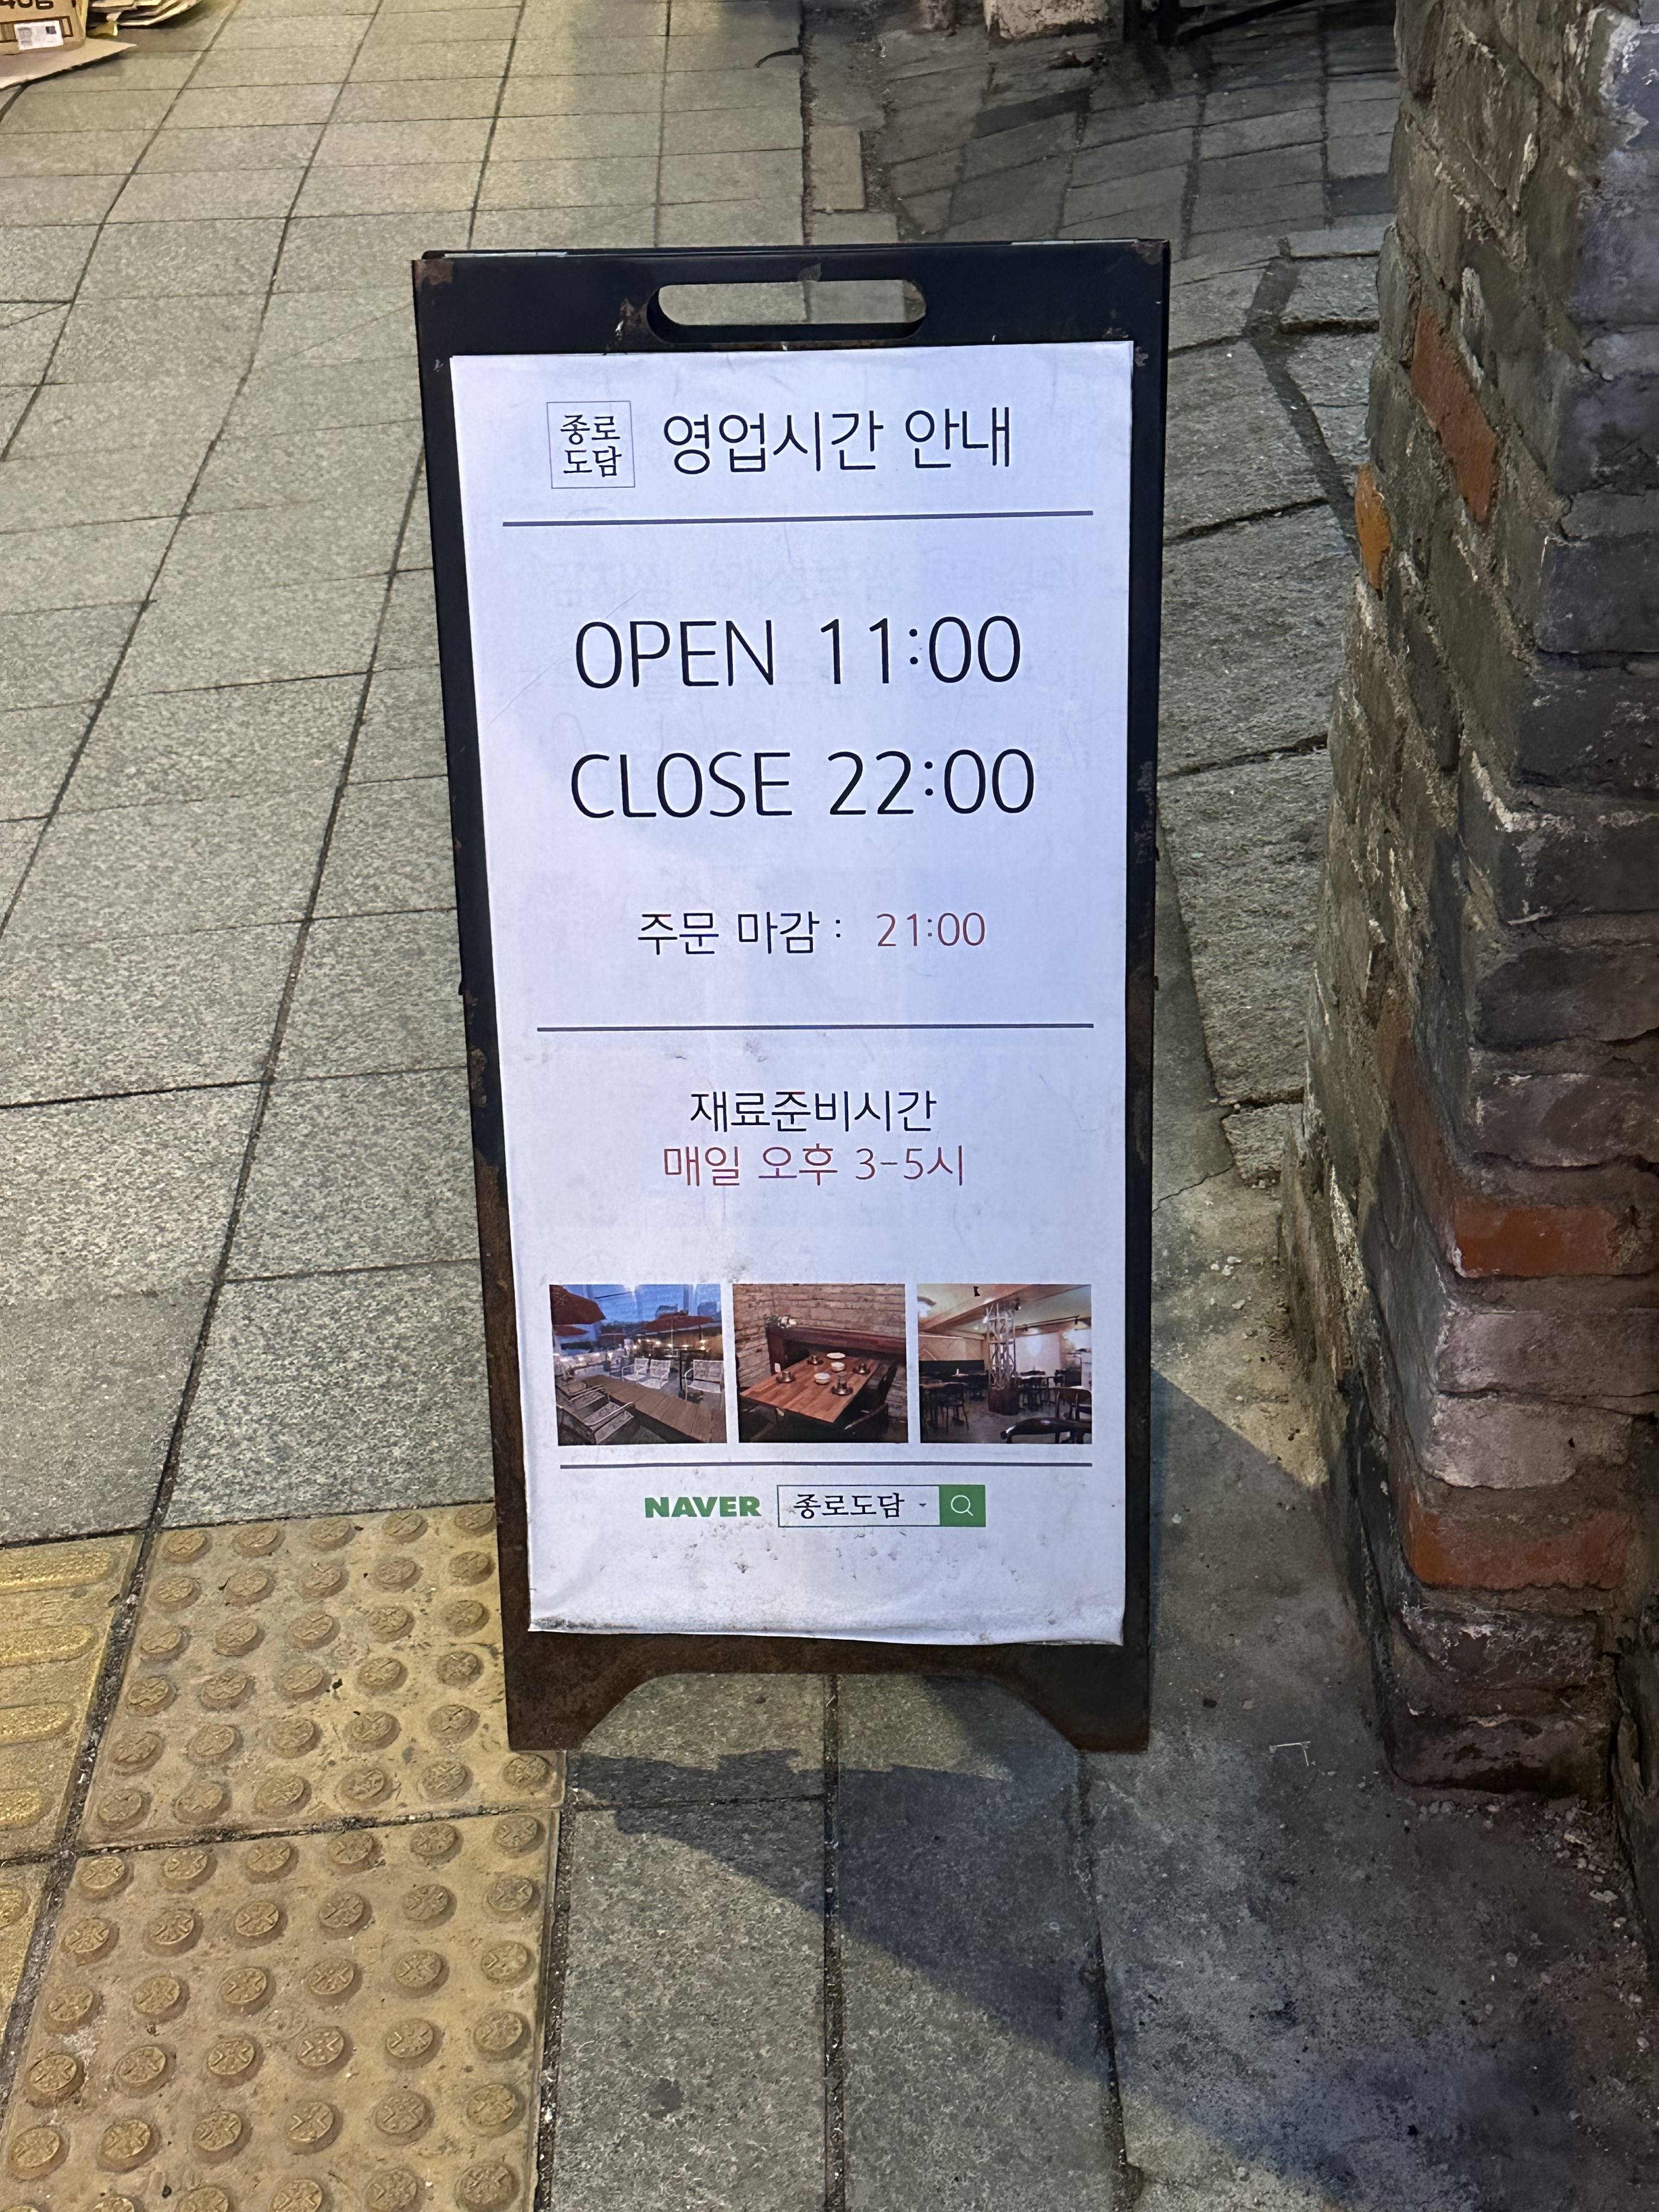 종로
도담
영업시간 안내
OPEN 11:00
CLOSE 22:00
주문 마감 : 21:00
재료준비시간
매일 오후 3-5시
NAVER 종로도담